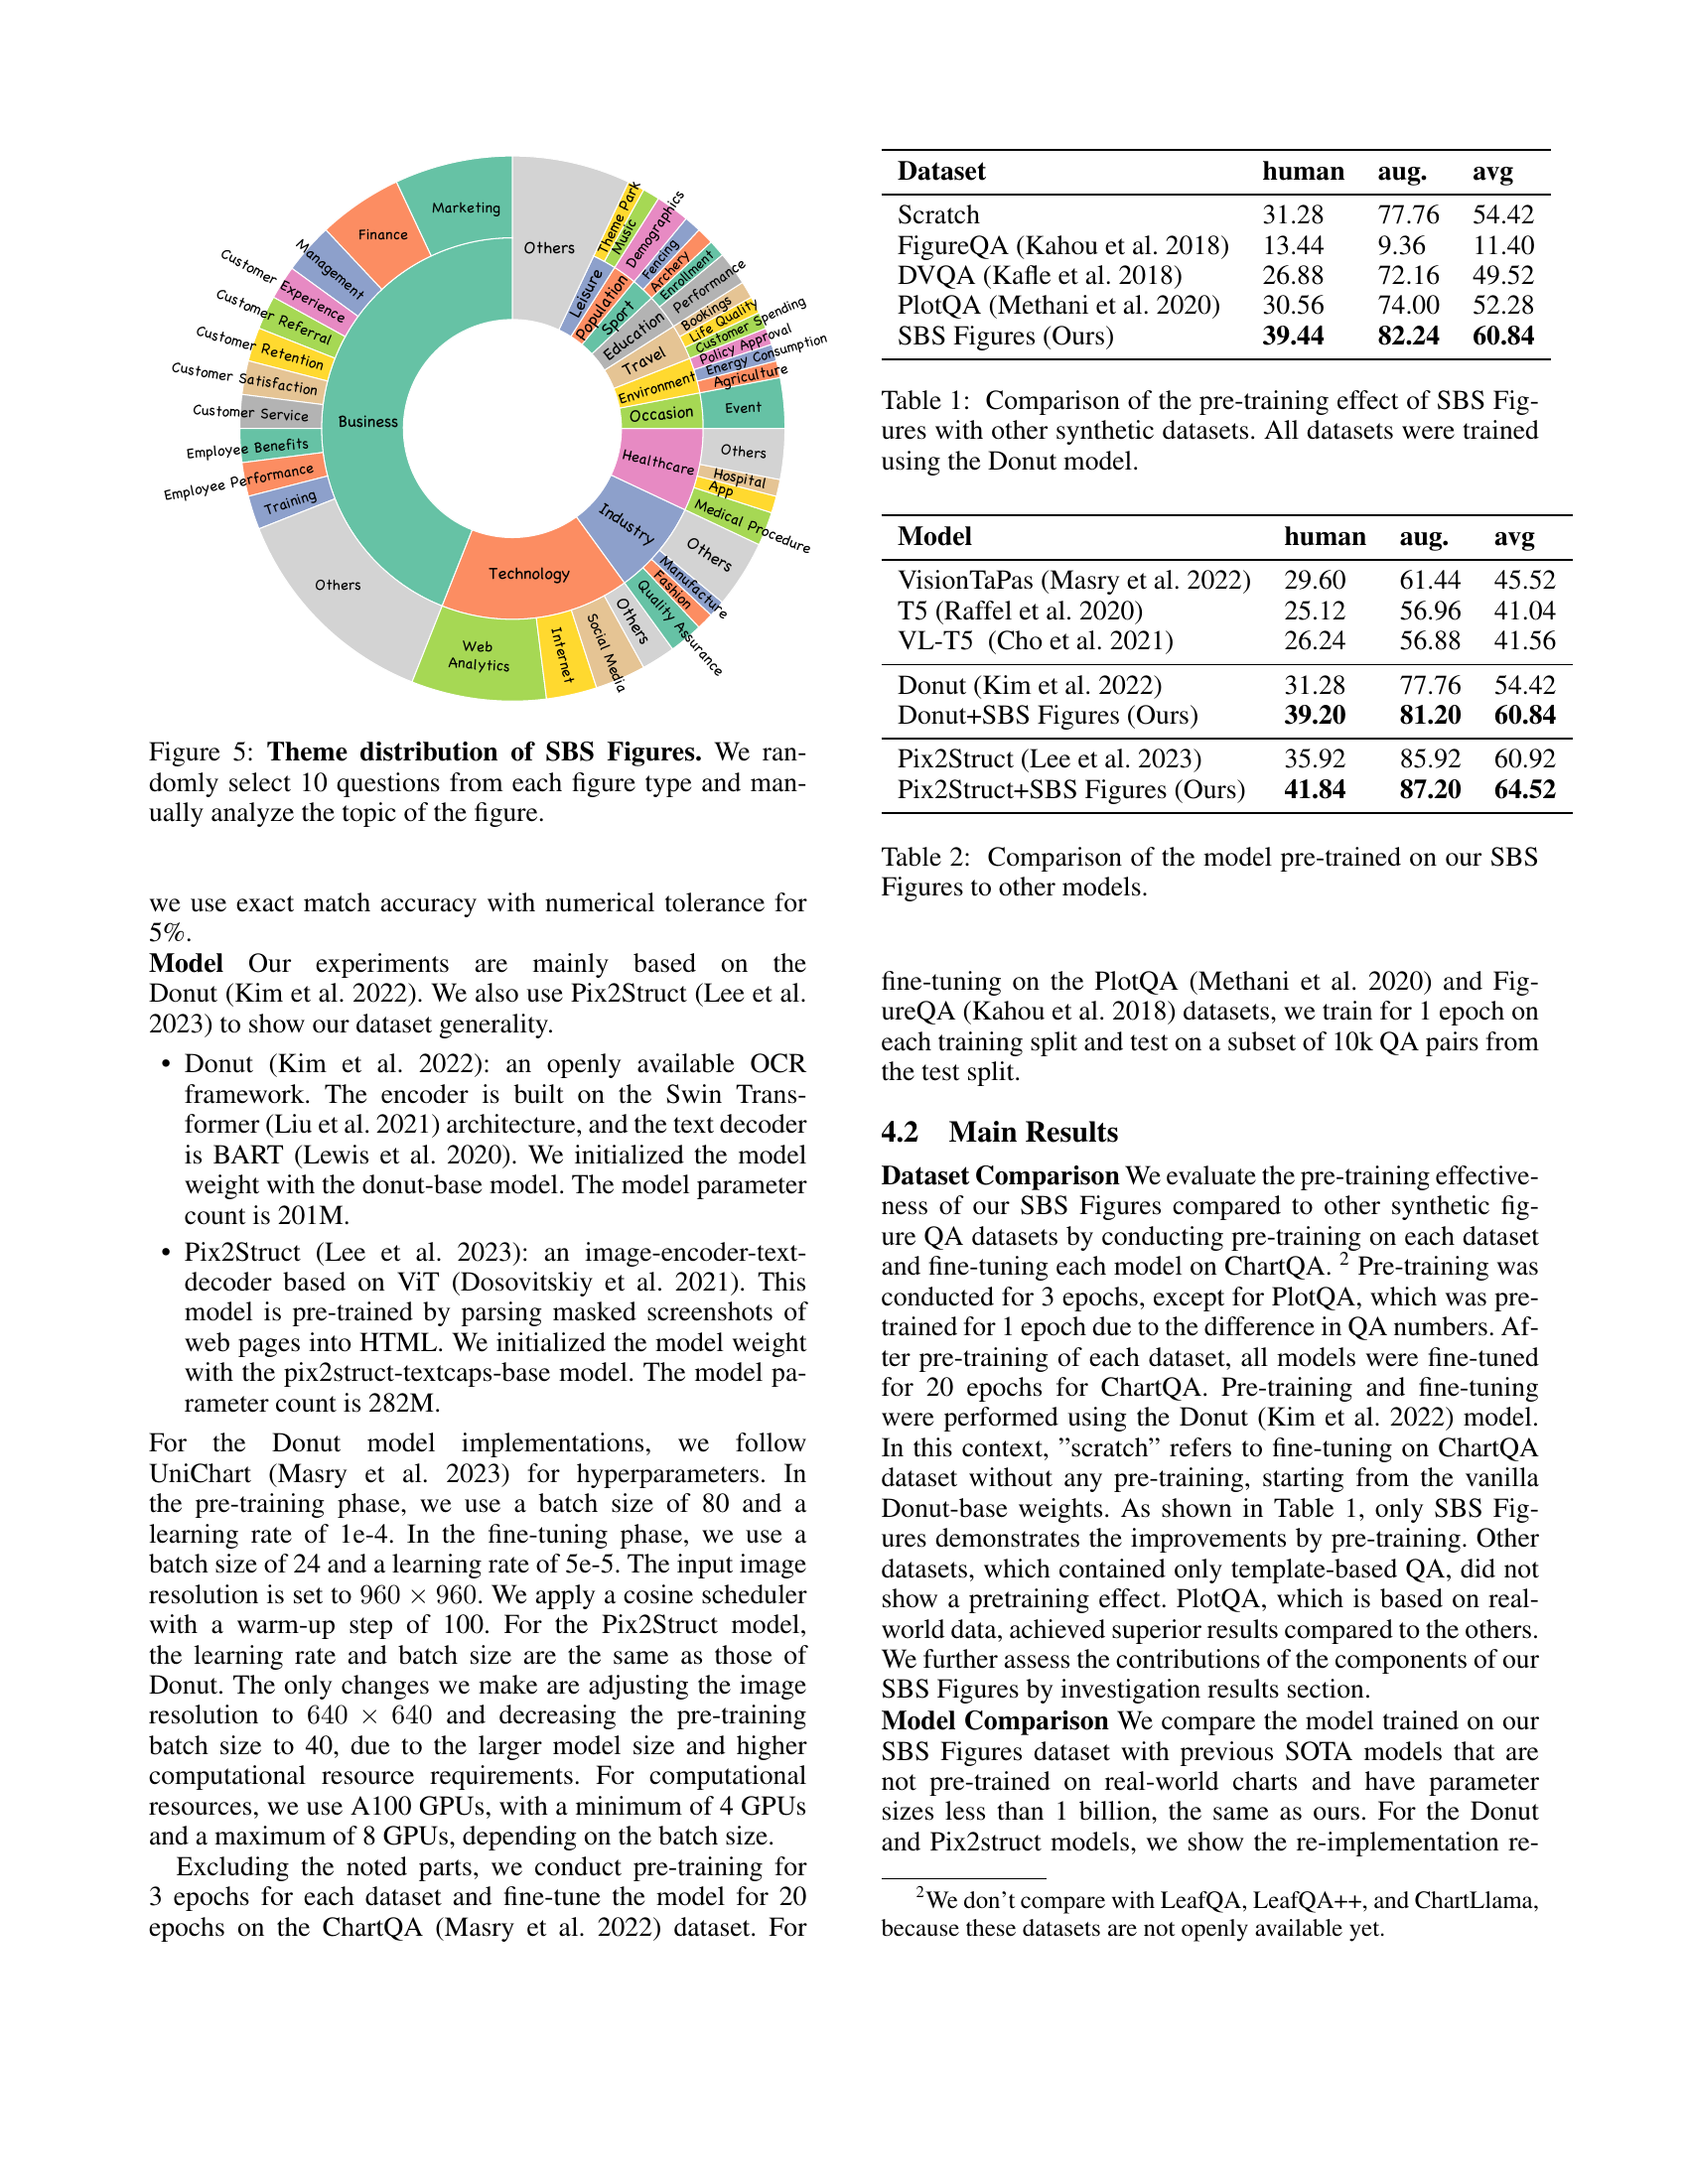 Marketing
Finance
Management
Customer Experience
Customer Referral
Customer Retention
Customer Satisfaction
Customer Service
Employee Benefits
Employee Performance
Training
Others
Business
Others
Theme Park
Music
Demographics
Fencing
Archery
Enrollment
Performance
Bookings
Life Quality
Customer Spending
Policy Approval
Energy Consumption
Agriculture
Event
Leisure
Population
Sport
Education
Travel
Environment
Occasion
Healthcare
Industry
Technology
Others
Hospital
App
Medical Procedure
Others
Manufacture
Fashion
Quality Assurance
Others
Social Media
Internet
Web
Analytics
Figure 5: Theme distribution of SBS Figures. We ran-
domly select 10 questions from each figure type and man-
ually analyze the topic of the figure.
we use exact match accuracy with numerical tolerance for
5%.
Model Our experiments are mainly based on the
Donut (Kim et al. 2022). We also use Pix2Struct (Lee et al.
2023) to show our dataset generality.
• Donut (Kim et al. 2022): an openly available OCR
framework. The encoder is built on the Swin Trans-
former (Liu et al. 2021) architecture, and the text decoder
is BART (Lewis et al. 2020). We initialized the model
weight with the donut-base model. The model parameter
count is 201M.
• Pix2Struct (Lee et al. 2023): an image-encoder-text-
decoder based on ViT (Dosovitskiy et al. 2021). This
model is pre-trained by parsing masked screenshots of
web pages into HTML. We initialized the model weight
with the pix2struct-textcaps-base model. The model pa-
rameter count is 282M.
For the Donut model implementations, we follow
UniChart (Masry et al. 2023) for hyperparameters. In
the pre-training phase, we use a batch size of 80 and a
learning rate of 1e-4. In the fine-tuning phase, we use a
batch size of 24 and a learning rate of 5e-5. The input image
resolution is set to 960 × 960. We apply a cosine scheduler
with a warm-up step of 100. For the Pix2Struct model,
the learning rate and batch size are the same as those of
Donut. The only changes we make are adjusting the image
resolution to 640 × 640 and decreasing the pre-training
batch size to 40, due to the larger model size and higher
computational resource requirements. For computational
resources, we use A100 GPUs, with a minimum of 4 GPUs
and a maximum of 8 GPUs, depending on the batch size.
Excluding the noted parts, we conduct pre-training for
3 epochs for each dataset and fine-tune the model for 20
epochs on the ChartQA (Masry et al. 2022) dataset. For
Dataset human aug. avg
Scratch 31.28 77.76 54.42
FigureQA (Kahou et al. 2018) 13.44 9.36 11.40
DVQA (Kafle et al. 2018) 26.88 72.16 49.52
PlotQA (Methani et al. 2020) 30.56 74.00 52.28
SBS Figures (Ours) 39.44 82.24 60.84
Table 1: Comparison of the pre-training effect of SBS Fig-
ures with other synthetic datasets. All datasets were trained
using the Donut model.
Model human aug. avg
VisionTaPas (Masry et al. 2022) 29.60 61.44 45.52
T5 (Raffel et al. 2020) 25.12 56.96 41.04
VL-T5 (Cho et al. 2021) 26.24 56.88 41.56
Donut (Kim et al. 2022) 31.28 77.76 54.42
Donut+SBS Figures (Ours) 39.20 81.20 60.84
Pix2Struct (Lee et al. 2023) 35.92 85.92 60.92
Pix2Struct+SBS Figures (Ours) 41.84 87.20 64.52
Table 2: Comparison of the model pre-trained on our SBS
Figures to other models.
fine-tuning on the PlotQA (Methani et al. 2020) and Fig-
ureQA (Kahou et al. 2018) datasets, we train for 1 epoch on
each training split and test on a subset of 10k QA pairs from
the test split.
4.2 Main Results
Dataset Comparison We evaluate the pre-training effective-
ness of our SBS Figures compared to other synthetic fig-
ure QA datasets by conducting pre-training on each dataset
and fine-tuning each model on ChartQA. 2 Pre-training was
conducted for 3 epochs, except for PlotQA, which was pre-
trained for 1 epoch due to the difference in QA numbers. Af-
ter pre-training of each dataset, all models were fine-tuned
for 20 epochs for ChartQA. Pre-training and fine-tuning
were performed using the Donut (Kim et al. 2022) model.
In this context, ”scratch” refers to fine-tuning on ChartQA
dataset without any pre-training, starting from the vanilla
Donut-base weights. As shown in Table 1, only SBS Fig-
ures demonstrates the improvements by pre-training. Other
datasets, which contained only template-based QA, did not
show a pretraining effect. PlotQA, which is based on real-
world data, achieved superior results compared to the others.
We further assess the contributions of the components of our
SBS Figures by investigation results section.
Model Comparison We compare the model trained on our
SBS Figures dataset with previous SOTA models that are
not pre-trained on real-world charts and have parameter
sizes less than 1 billion, the same as ours. For the Donut
and Pix2struct models, we show the re-implementation re-
2We don’t compare with LeafQA, LeafQA++, and ChartLlama,
because these datasets are not openly available yet.